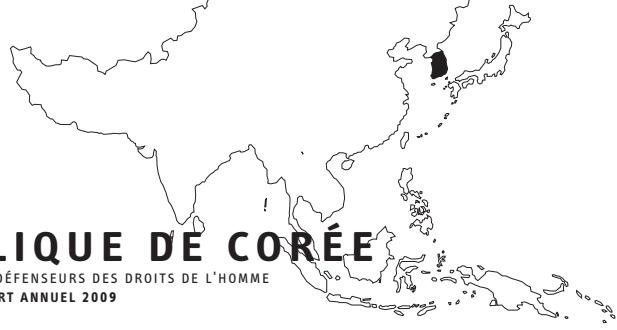 LIQUE DE CORÉE
DÉFENSEURS DES DROITS DE L'HOMME
RT ANNUEL 2009